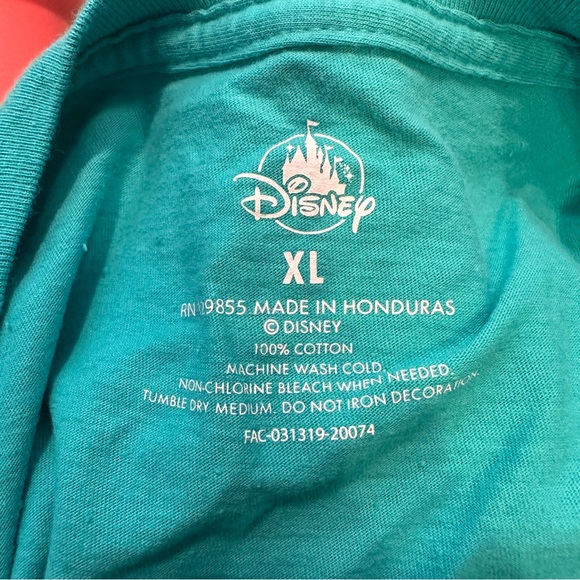 Disney
XL
RN 129855 MADE IN HONDURAS
© DISNEY
100% COTTON
MACHINE WASH COLD,
NON-CHLORINE BLEACH WHEN NEEDED.
TUMBLE DRY MEDIUM. DO NOT IRON DECORATION.
FAC-031319-20074